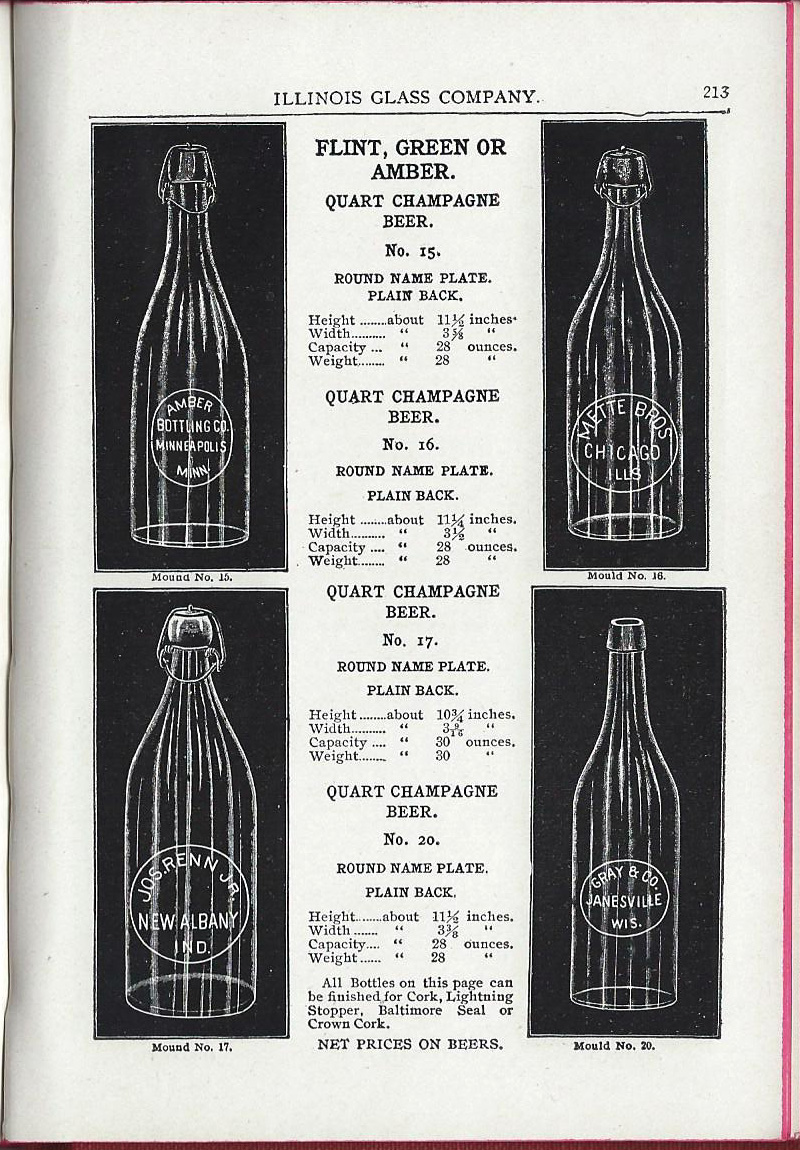 ILLINOIS GLASS COMPANY.
213
FLINT, GREEN OR
AMBER.
QUART CHAMPAGNE
BEER.
No. 15.
ROUND NAME PLATE.
PLAIN BACK.
Height ........about 11½ inches.
Width.......... “ 3⅝ “
Capacity ... “ 28 ounces.
Weight........ “ 28 “
QUART CHAMPAGNE
BEER.
No. 16.
ROUND NAME PLATE.
PLAIN BACK.
Height ........about 11¼ inches.
Width.......... “ 3½ “
Capacity .... “ 28 ounces.
Weight........ “ 28 “
QUART CHAMPAGNE
BEER.
No. 17.
ROUND NAME PLATE.
PLAIN BACK.
Height ........about 10¾ inches.
Width.......... “ 3 9/16 “
Capacity .... “ 30 ounces.
Weight........ “ 30 “
QUART CHAMPAGNE
BEER.
No. 20.
ROUND NAME PLATE.
PLAIN BACK.
Height........about 11½ inches.
Width ....... “ 3⅜ “
Capacity.... “ 28 ounces.
Weight...... “ 28 “
All Bottles on this page can
be finished for Cork, Lightning
Stopper, Baltimore Seal or
Crown Cork.
NET PRICES ON BEERS.
AMBER
BOTTLING CO.
MINNEAPOLIS
MINN.
Mound No. 15.
METTE BROS
CHICAGO
ILLS
Mould No. 16.
JOS. RENN JR.
NEW ALBANY
IND.
Mound No. 17.
GRAY & CO.
JANESVILLE
WIS.
Mould No. 20.